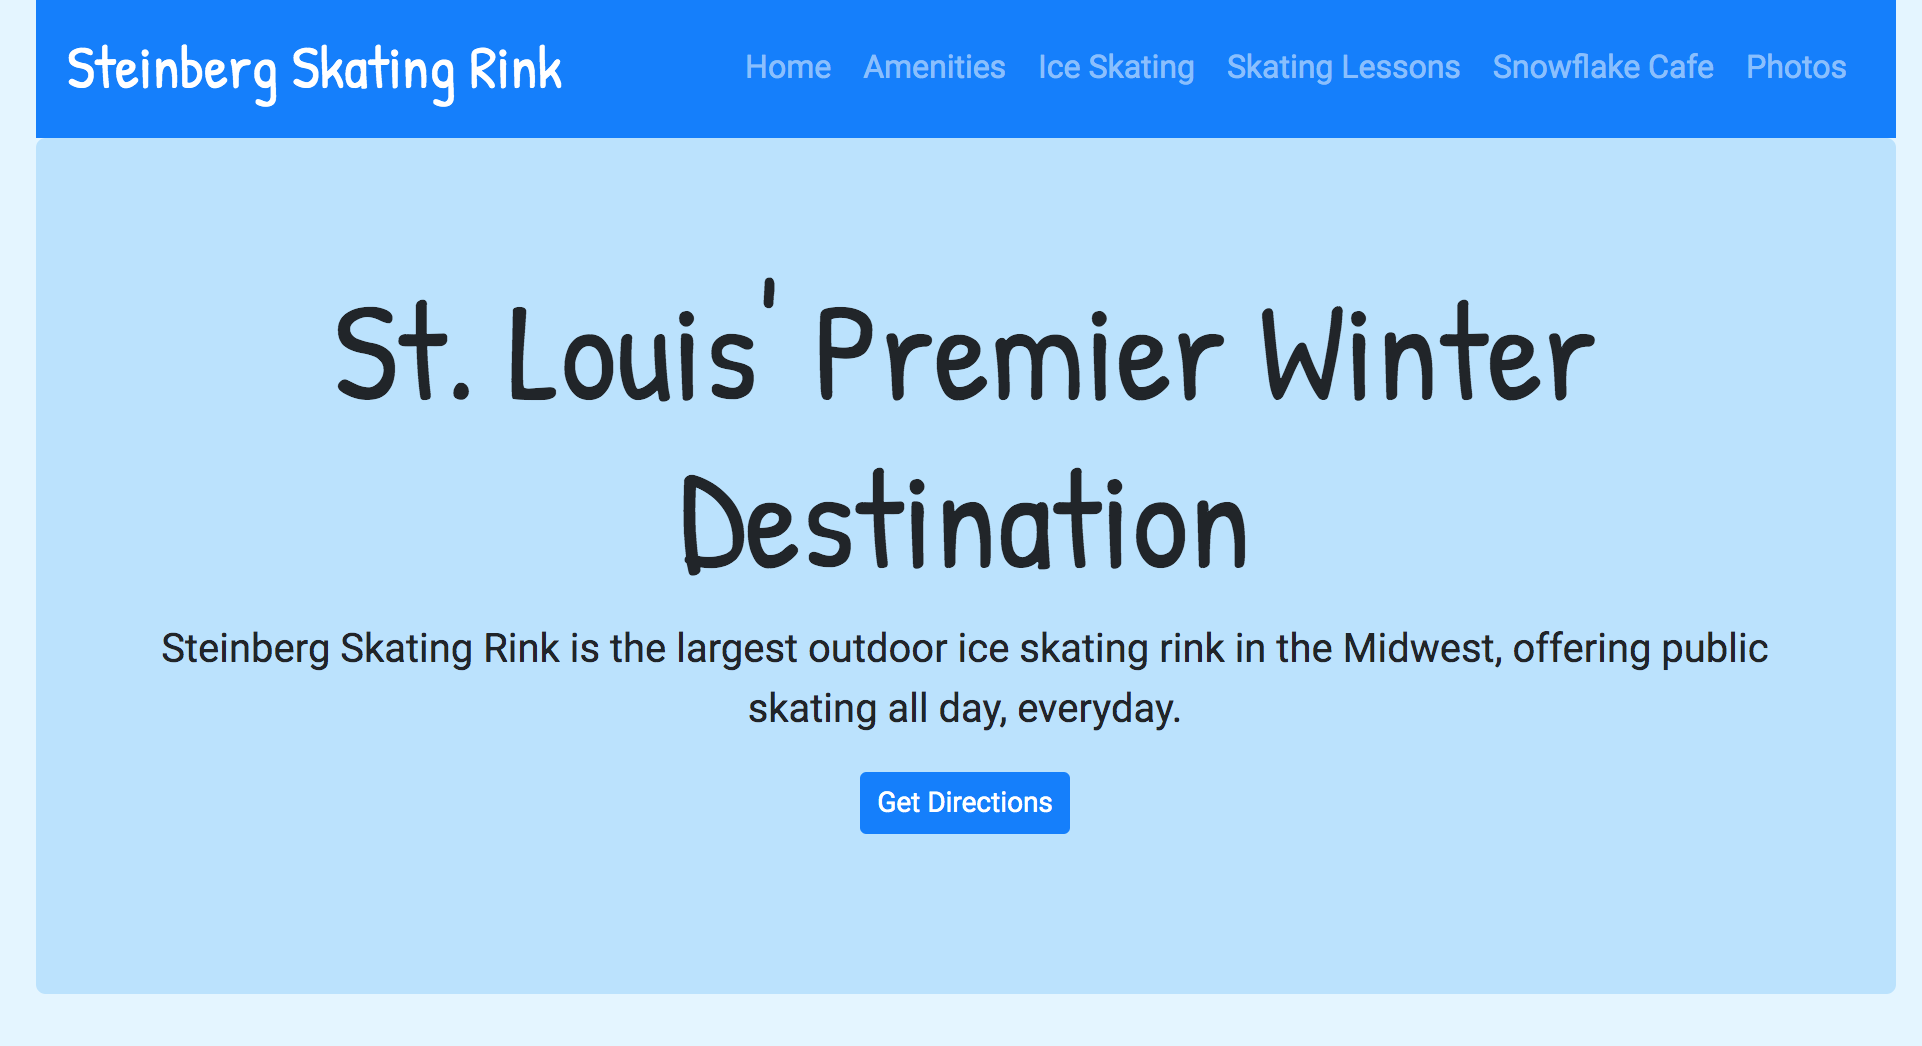 Steinberg Skating Rink
Home Amenities Ice Skating Skating Lessons Snowflake Cafe Photos
St. Louis' Premier Winter
Destination
Steinberg Skating Rink is the largest outdoor ice skating rink in the Midwest, offering public
skating all day, everyday.
Get Directions